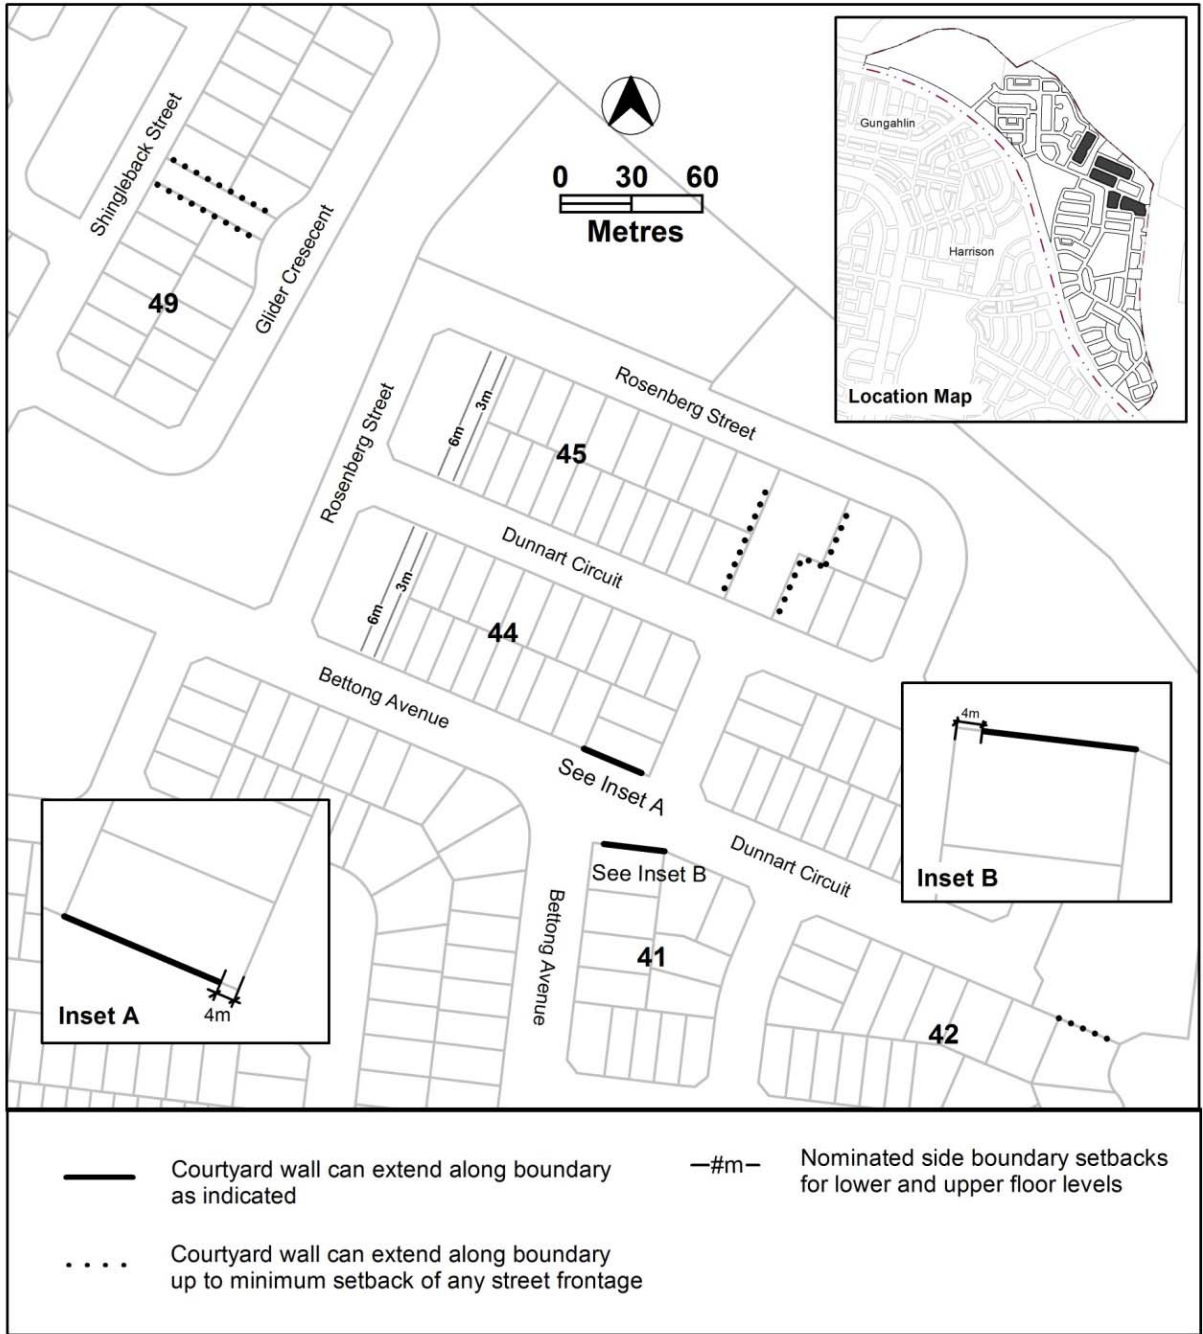 Shingleback Street
Glider Cresecent
49
0 30 60
Metres
Gungahlin
Harrison
Location Map
Rosenberg Street
Rosenberg Street
6m
3m
45
Dunnart Circuit
6m
3m
44
Bettong Avenue
See Inset A
See Inset B
Dunnart Circuit
Bettong Avenue
41
42
4m
Inset B
Inset A
4m
Courtyard wall can extend along boundary
as indicated
Courtyard wall can extend along boundary
up to minimum setback of any street frontage
#m
Nominated side boundary setbacks
for lower and upper floor levels